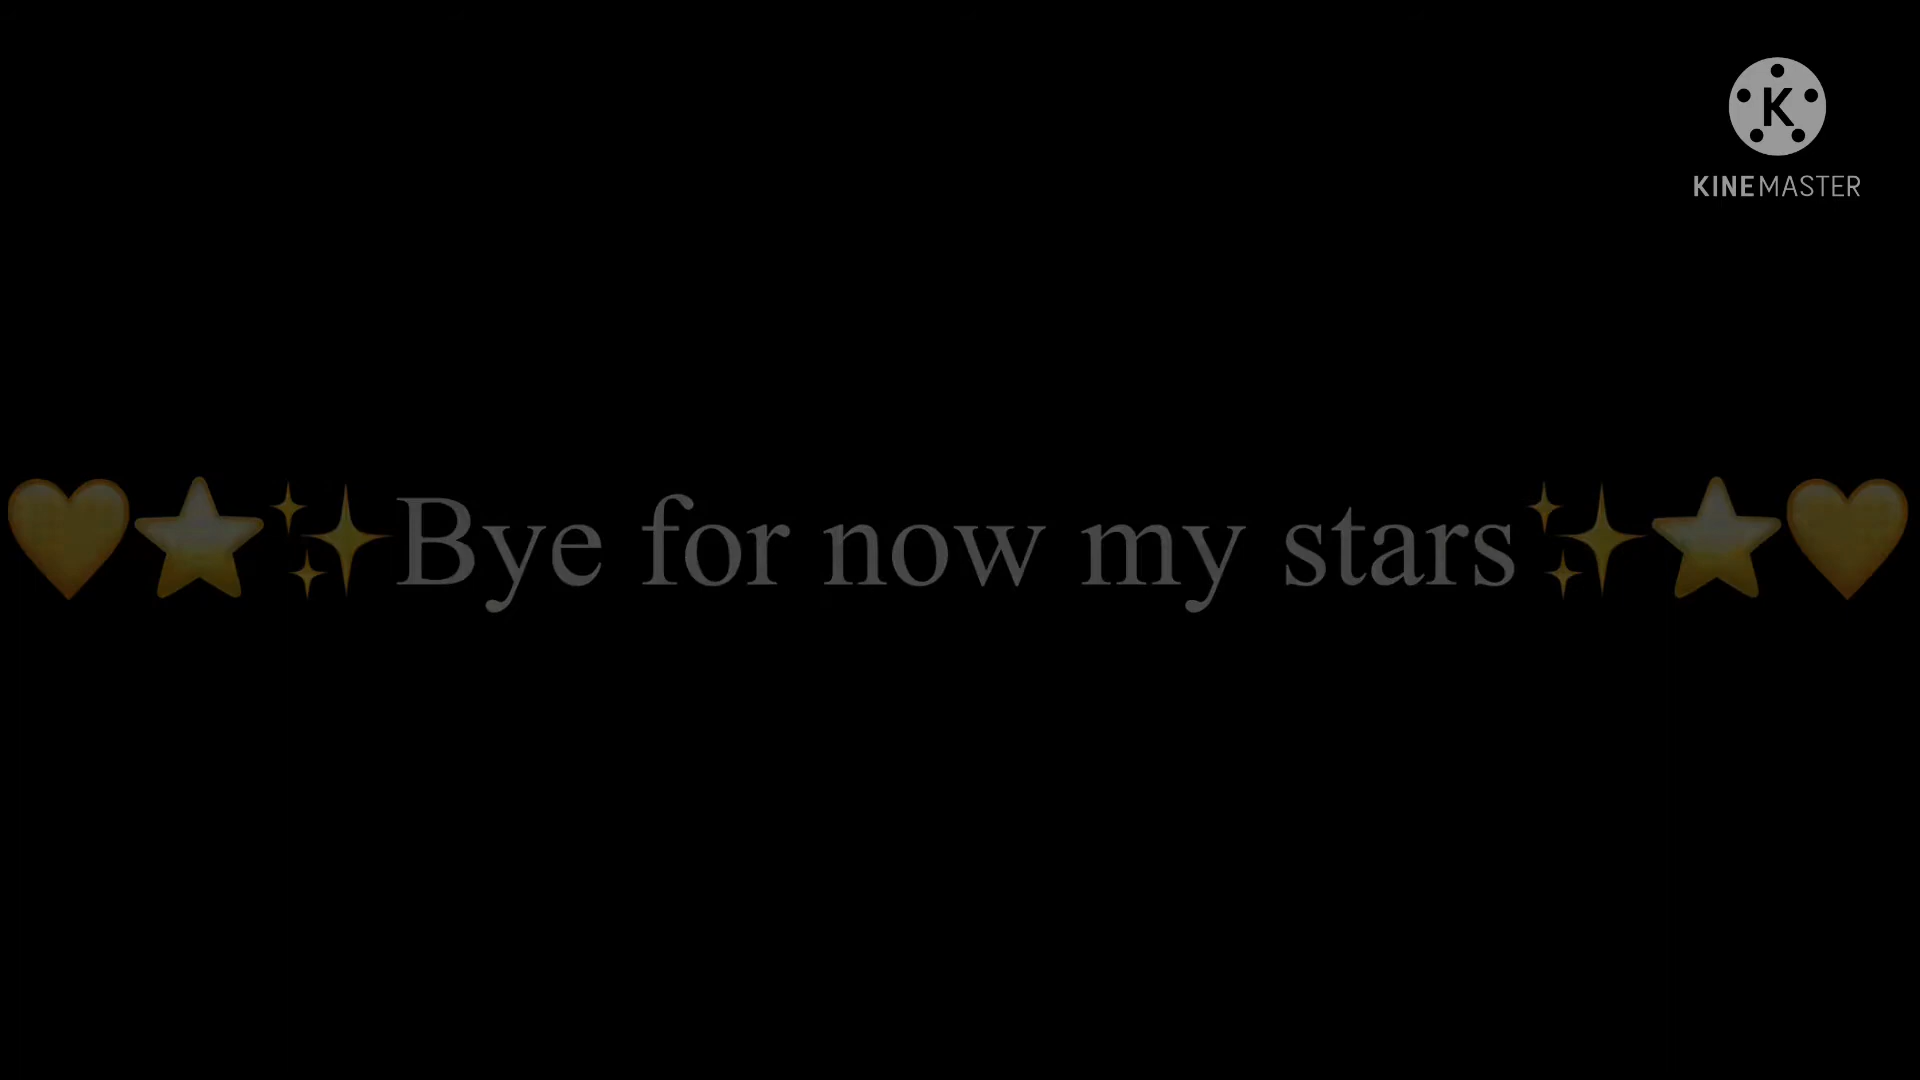 K
KINEMASTER
💛⭐✨Bye for now my stars✨⭐💛